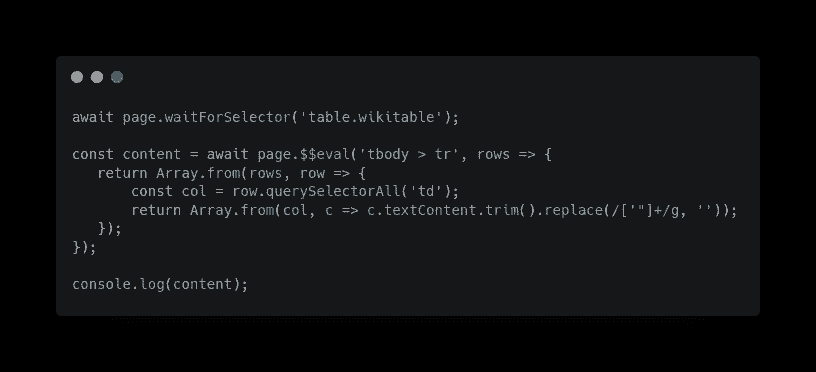 await page.waitForSelector('table.wikitable');
const content = await page.$$eval('tbody > tr', rows => {
return Array.from(rows, row => {
const col = row.querySelectorAll('td');
return Array.from(col, c => c.textContent.trim().replace(/['"]+/g, ''));
});
});
console.log(content);